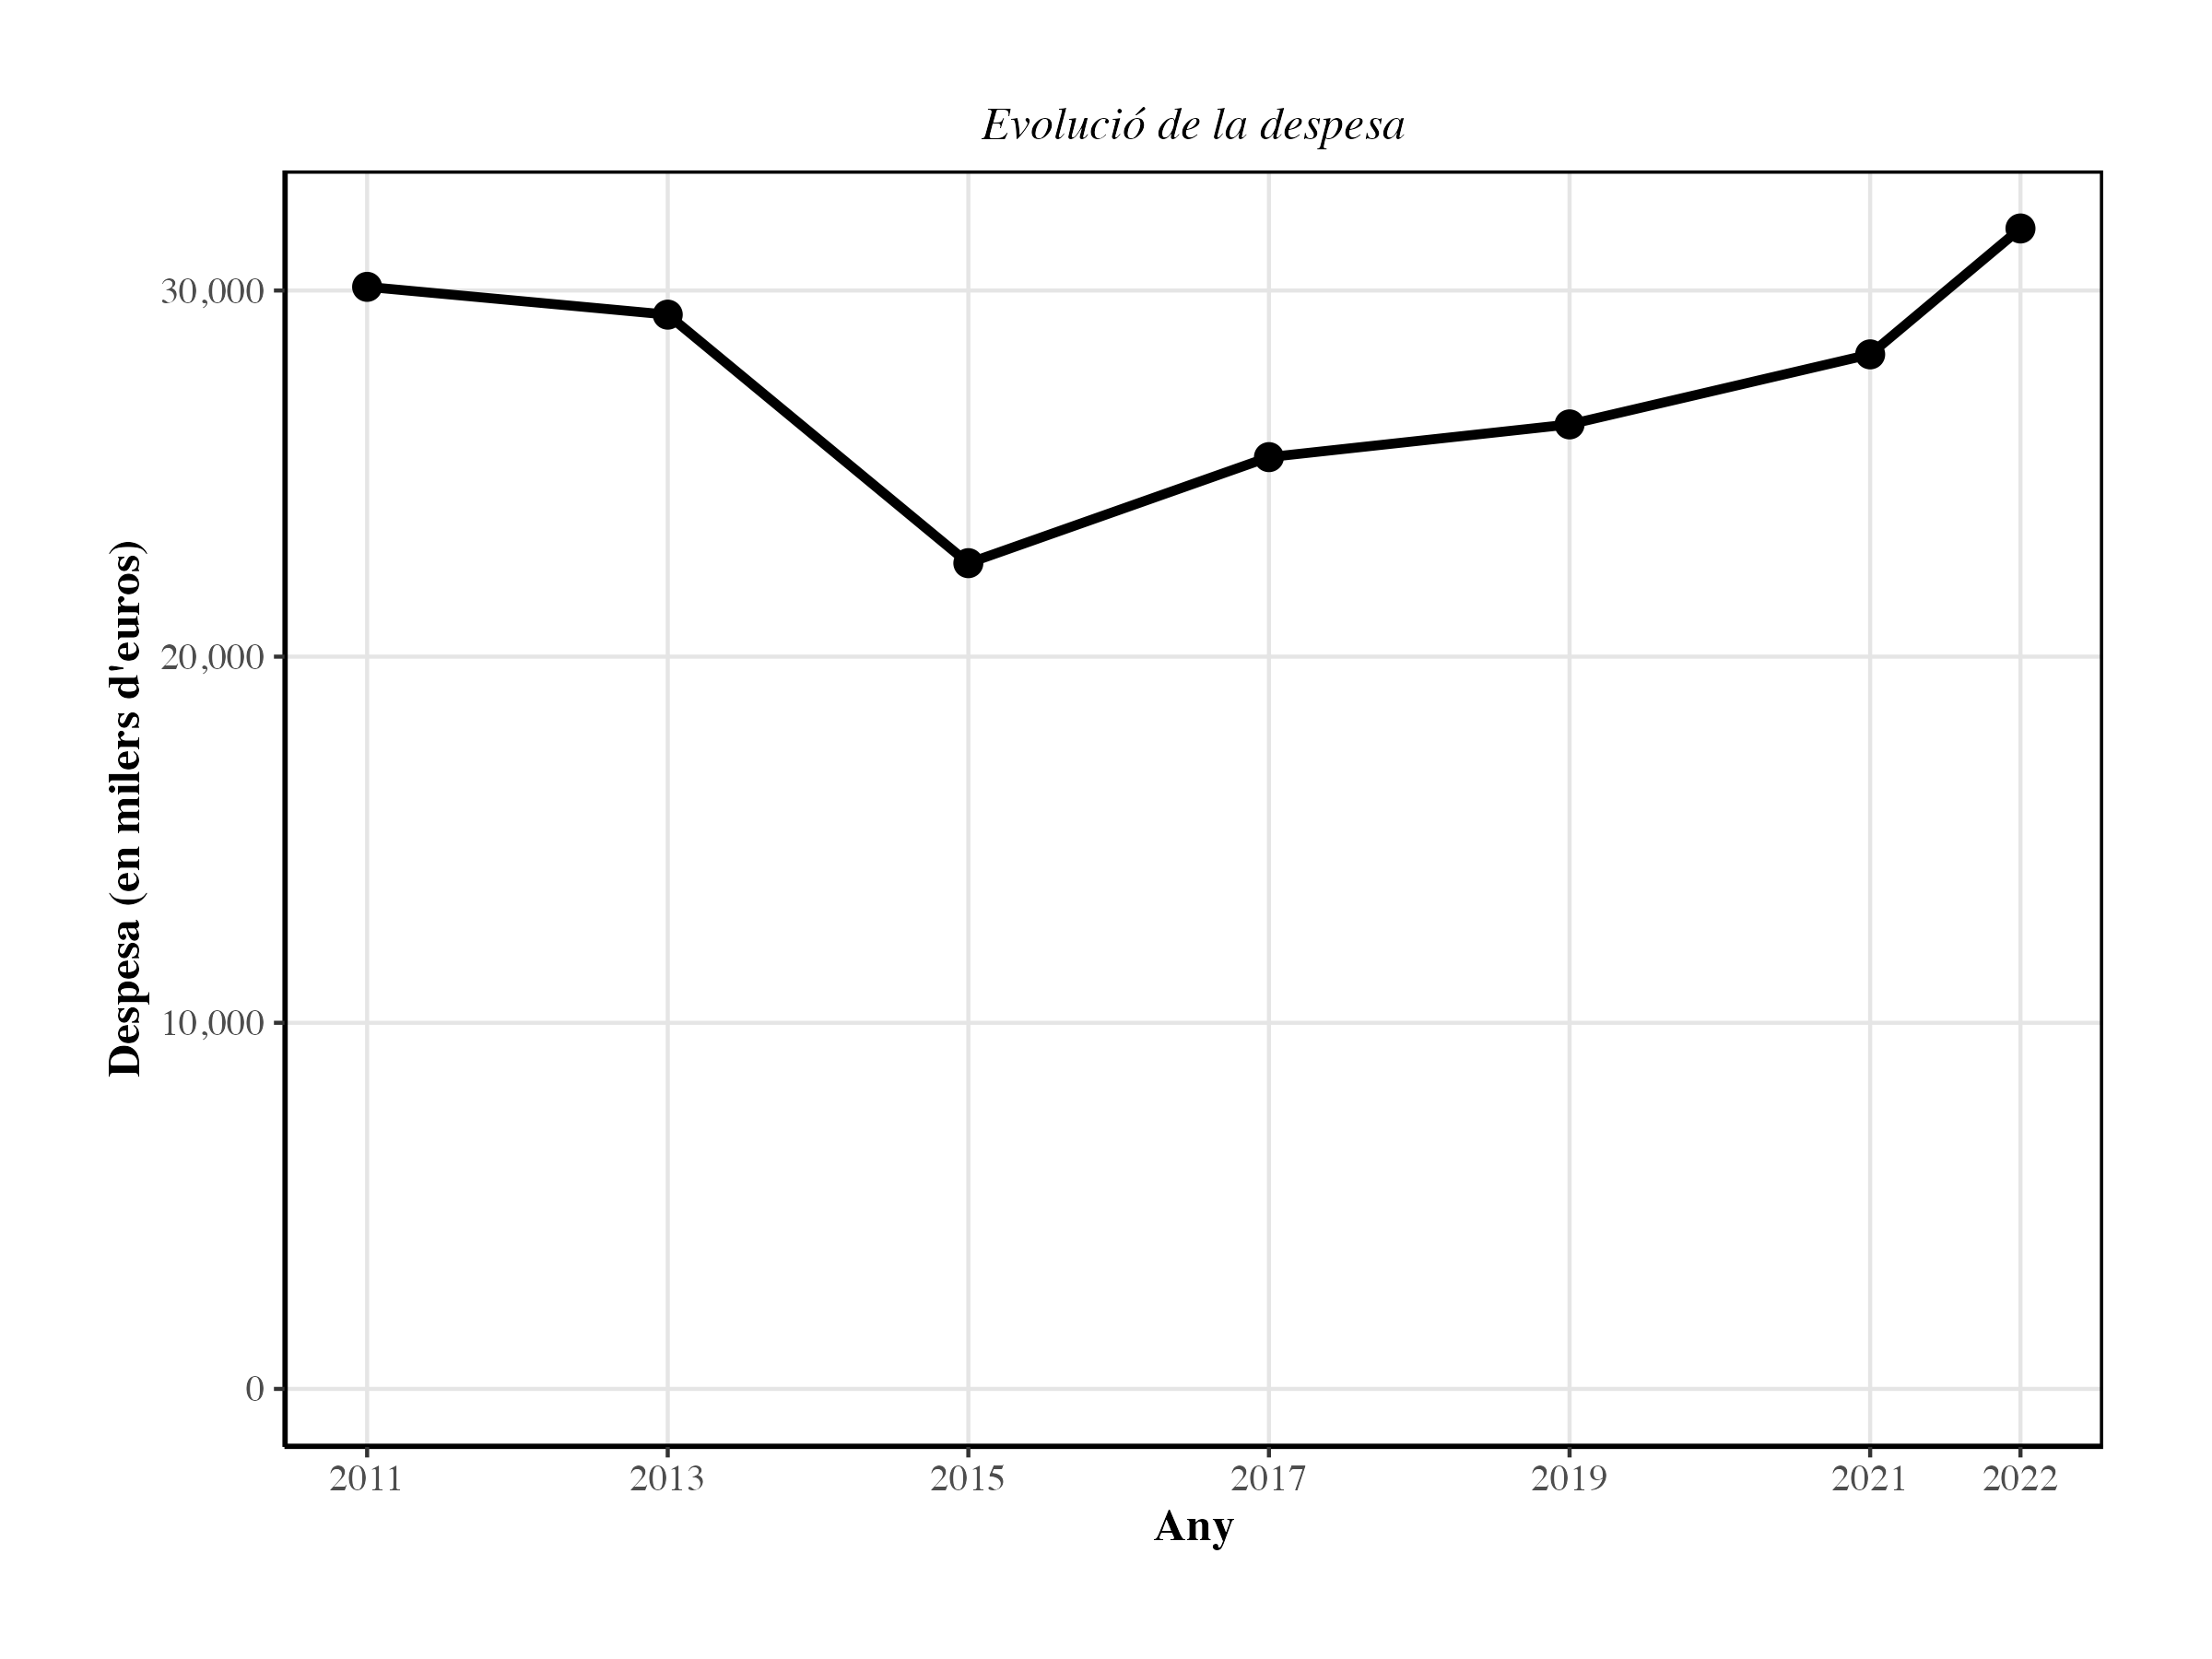 Evolució de la despesa
Despesa (en milers d'euros)
30,000
20,000
10,000
0
2011 2013 2015 2017 2019 2021 2022
Any